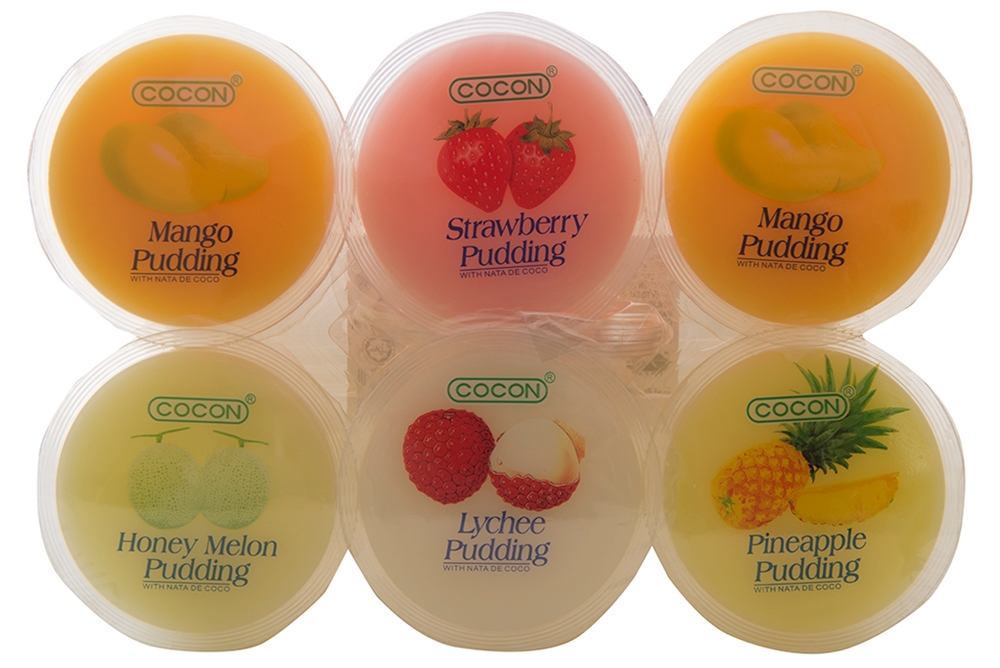 COCON®
Mango
Pudding
WITH NATA DE COCO
COCON®
Strawberry
Pudding
WITH NATA DE COCO
COCON®
Mango
Pudding
WITH NATA DE COCO
COCON®
Honey Melon
Pudding
WITH NATA DE COCO
COCON®
Lychee
Pudding
WITH NATA DE COCO
COCON®
Pineapple
Pudding
WITH NATA DE COCO